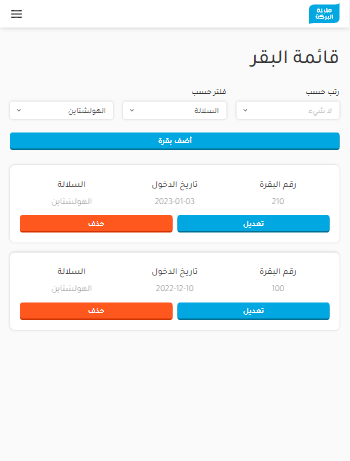 مدينة
البركة
قائمة البقر
رتب حسب
فلتر حسب
لا شيء
السلالة
الهولشتاين
أضف بقرة
رقم البقرة
تاريخ الدخول
السلالة
210
2023-01-03
الهولشتاين
تعديل
حذف
رقم البقرة
تاريخ الدخول
السلالة
100
2022-12-10
الهولشتاين
تعديل
حذف